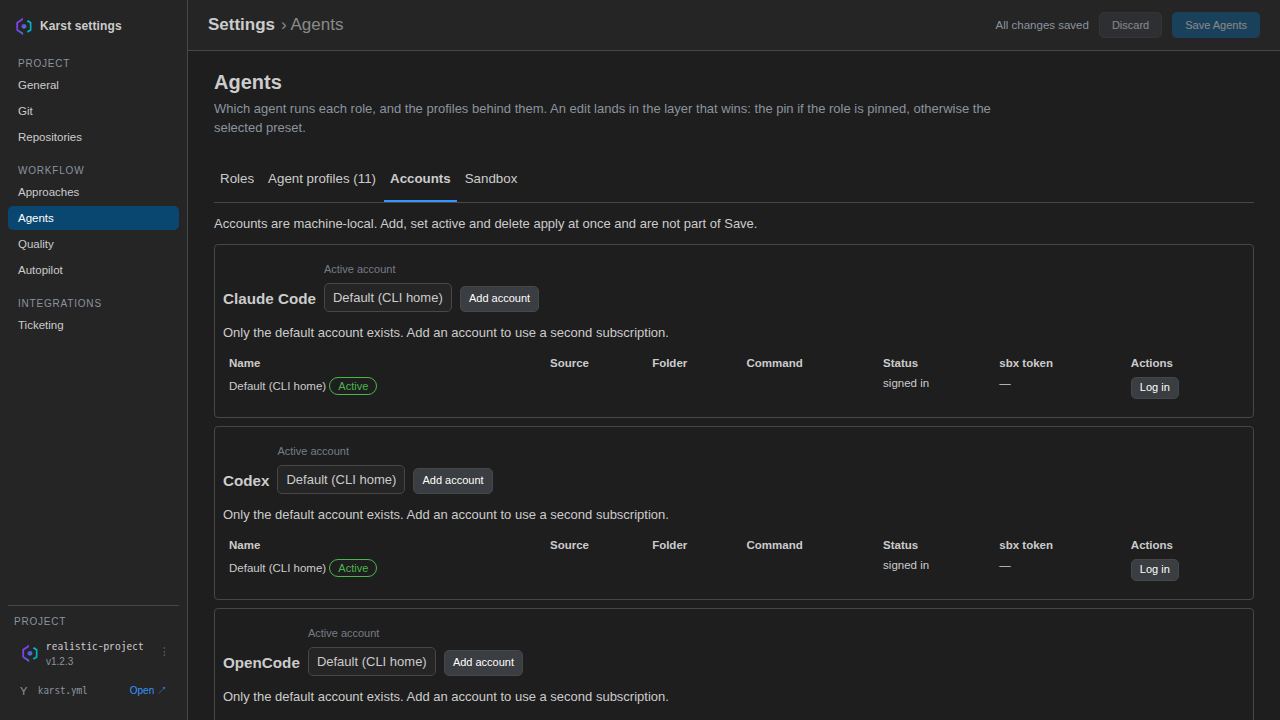 Karst settings
PROJECT
General
Git
Repositories
WORKFLOW
Approaches
Agents
Quality
Autopilot
INTEGRATIONS
Ticketing
PROJECT
realistic-project
v1.2.3
Y karst.yml Open ↗
Settings › Agents
All changes saved Discard Save Agents
Agents
Which agent runs each role, and the profiles behind them. An edit lands in the layer that wins: the pin if the role is pinned, otherwise the
selected preset.
Roles Agent profiles (11) Accounts Sandbox
Accounts are machine-local. Add, set active and delete apply at once and are not part of Save.
Active account
Claude Code Default (CLI home) Add account
Only the default account exists. Add an account to use a second subscription.
Name Source Folder Command Status sbx token Actions
Default (CLI home) Active signed in — Log in
Active account
Codex Default (CLI home) Add account
Only the default account exists. Add an account to use a second subscription.
Name Source Folder Command Status sbx token Actions
Default (CLI home) Active signed in — Log in
Active account
OpenCode Default (CLI home) Add account
Only the default account exists. Add an account to use a second subscription.